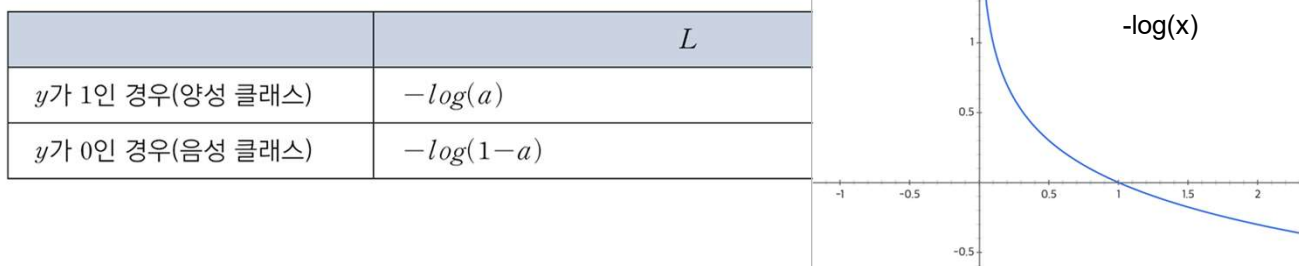 L
y가 1인 경우(양성 클래스) −log(a)
y가 0인 경우(음성 클래스) −log(1−a)
-log(x)
1
0.5
-1 -0.5 0.5 1 1.5 2
-0.5